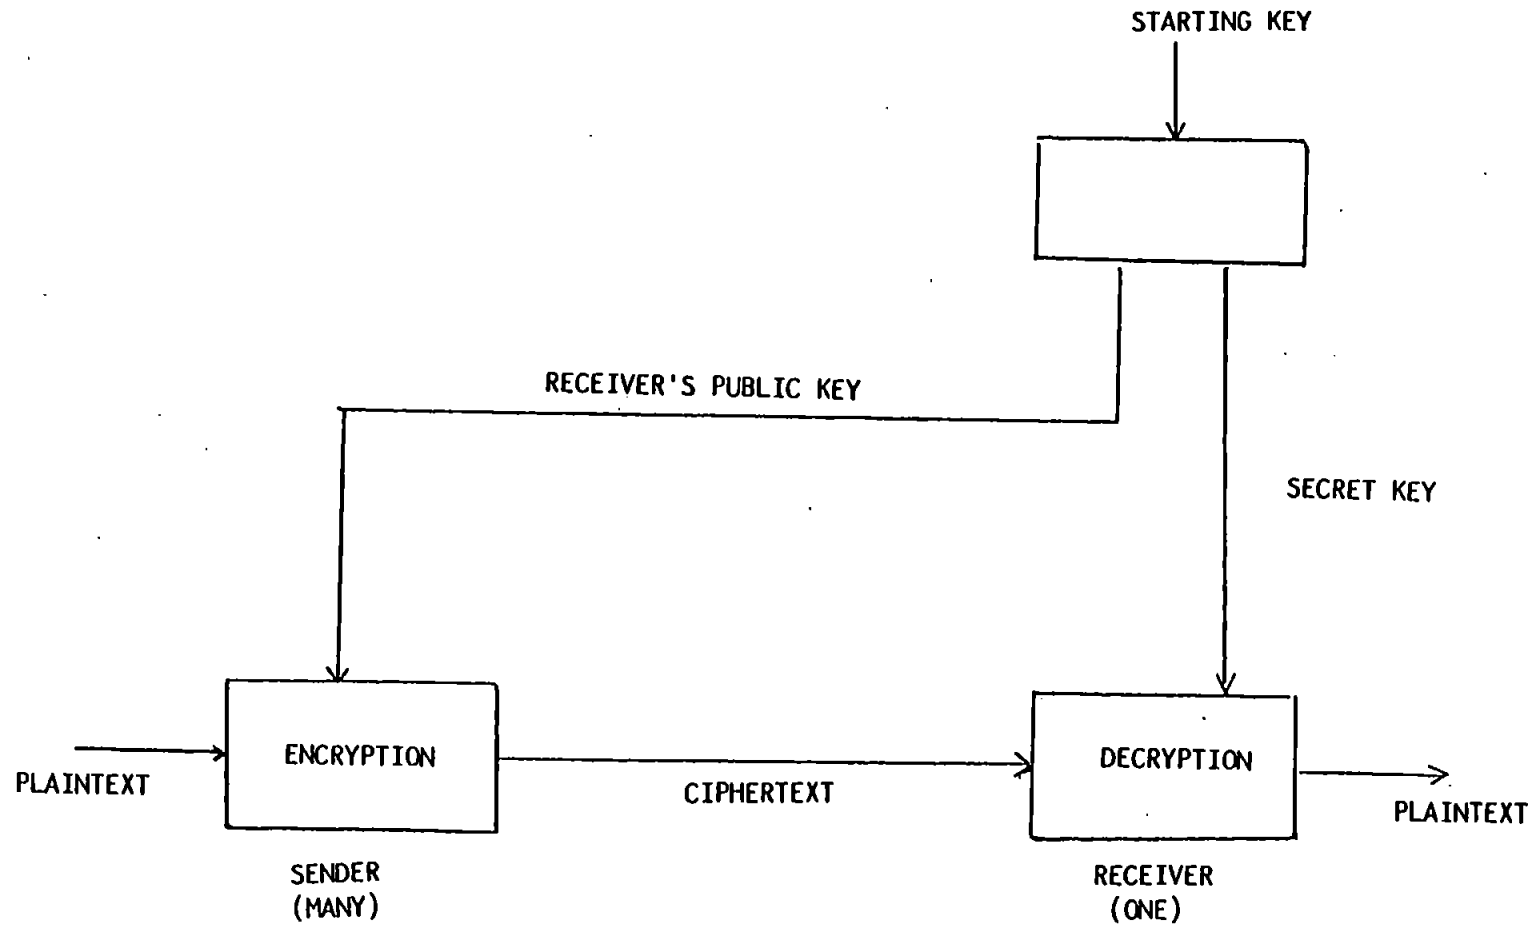 STARTING KEY
RECEIVER'S PUBLIC KEY
SECRET KEY
ENCRYPTION
DECRYPTION
PLAINTEXT
CIPHERTEXT
PLAINTEXT
SENDER
(MANY)
RECEIVER
(ONE)